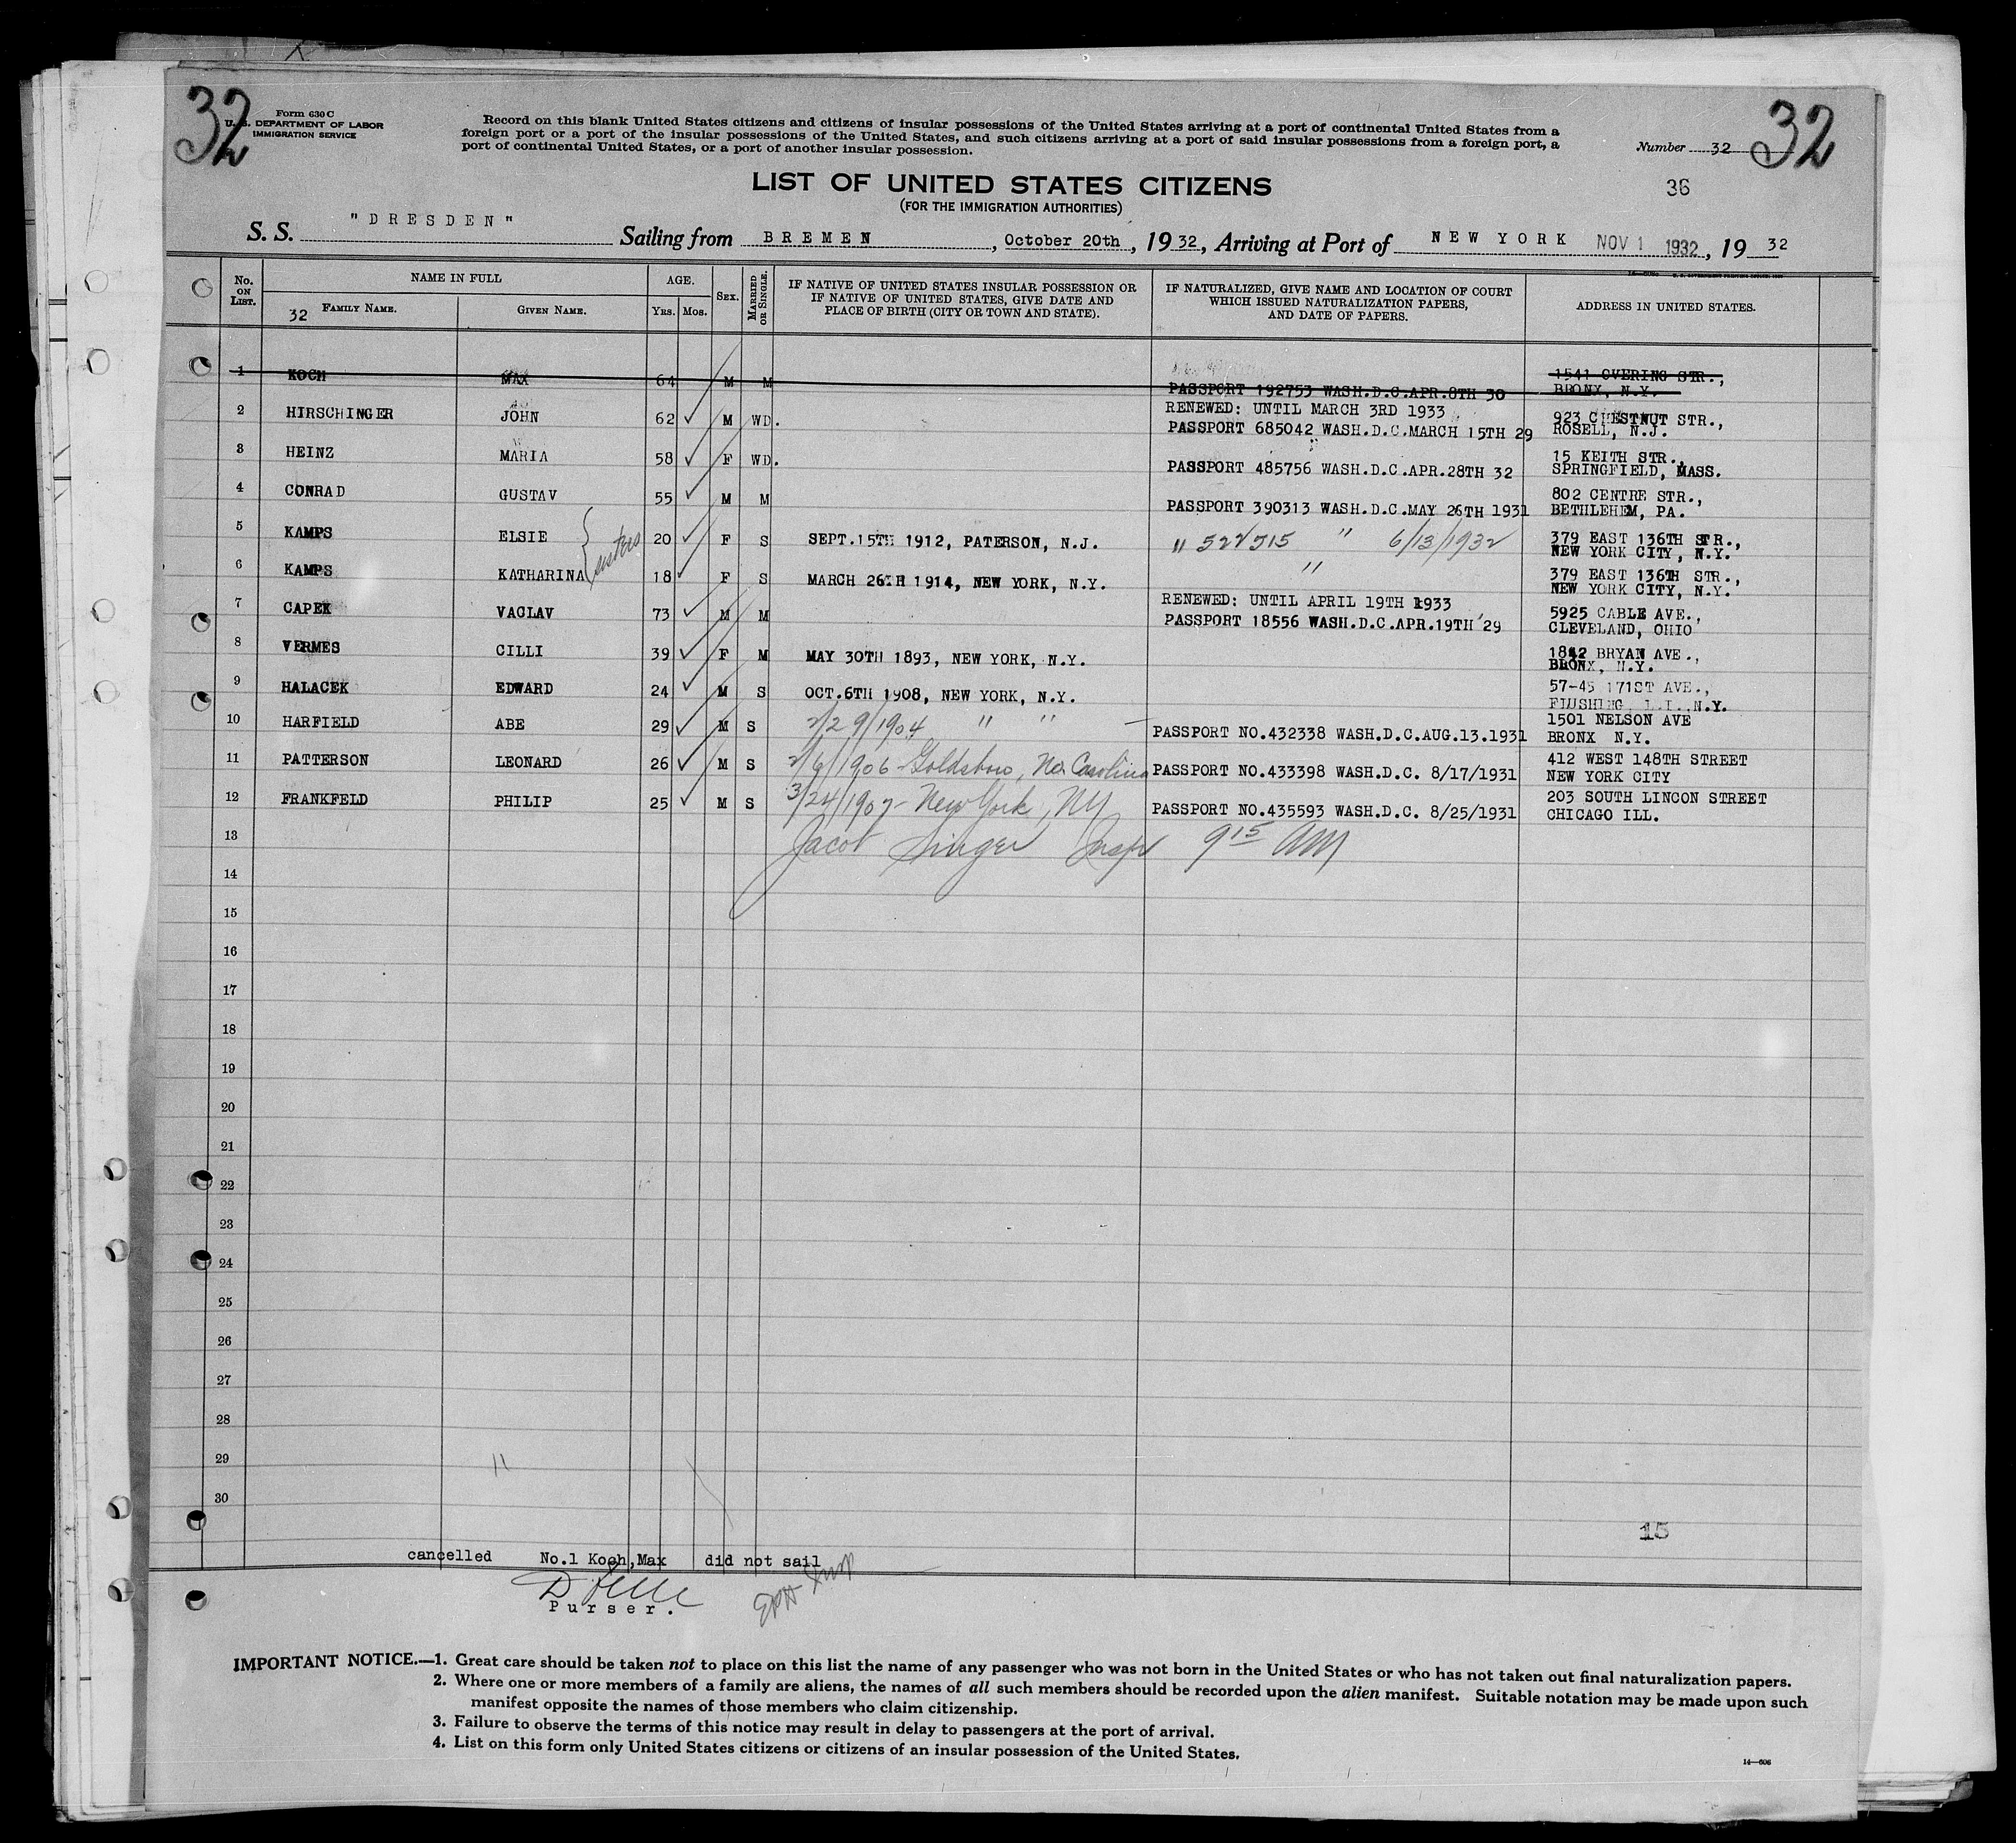 32
Form 630 C
U. S. DEPARTMENT OF LABOR
IMMIGRATION SERVICE
Record on this blank United States citizens and citizens of insular possessions of the United States arriving at a port of continental United States from a
foreign port or a port of the insular possessions of the United States, and such citizens arriving at a port of said insular possessions from a foreign port, a
port of continental United States, or a port of another insular possession.
Number 32
32
LIST OF UNITED STATES CITIZENS
36
(FOR THE IMMIGRATION AUTHORITIES)
S. S. "DRESDEN" Sailing from BREMEN, October 20th, 1932, Arriving at Port of NEW YORK NOV 1 1932, 1932
No. ON LIST. NAME IN FULL AGE. SEX. MARRIED OR SINGLE. IF NATIVE OF UNITED STATES INSULAR POSSESSION OR IF NATIVE OF UNITED STATES, GIVE DATE AND PLACE OF BIRTH (CITY OR TOWN AND STATE). IF NATURALIZED, GIVE NAME AND LOCATION OF COURT WHICH ISSUED NATURALIZATION PAPERS, AND DATE OF PAPERS. ADDRESS IN UNITED STATES.
32 FAMILY NAME. GIVEN NAME. YRS. MOS.
1 KOCH MAX 64 M M PASSPORT 192753 WASH.D.C.APR.8TH 30 1541 OVERING STR., BRONX, N.Y.
2 HIRSCHINGER JOHN 62 ✓ M WD. RENEWED: UNTIL MARCH 3RD 1933 PASSPORT 685042 WASH.D.C.MARCH 15TH 29 923 CHESTNUT STR., ROSELL, N.J.
3 HEINZ MARIA 58 ✓ F WD. PASSPORT 485756 WASH.D.C.APR.28TH 32 15 KEITH STR., SPRINGFIELD, MASS.
4 CONRAD GUSTAV 55 ✓ M M PASSPORT 390313 WASH.D.C.MAY 26TH 1931 802 CENTRE STR., BETHLEHEM, PA.
5 KAMPS ELSIE sisters 20 ✓ F S SEPT.15TH 1912, PATERSON, N.J. " " 6/13/1932 379 EAST 136TH STR., NEW YORK CITY, N.Y.
6 KAMPS KATHARINA 18 ✓ F S MARCH 26TH 1914, NEW YORK, N.Y. " 379 EAST 136TH STR., NEW YORK CITY, N.Y.
7 CAPEK VACLAV 73 ✓ M M RENEWED: UNTIL APRIL 19TH 1933 PASSPORT 18556 WASH.D.C.APR.19TH '29 5925 CABLE AVE., CLEVELAND, OHIO
8 VERMES CILLI 39 ✓ F M MAY 30TH 1893, NEW YORK, N.Y. 1842 BRYAN AVE., BRONX, N.Y.
9 HALACEK EDWARD 24 ✓ M S OCT.6TH 1908, NEW YORK, N.Y. 57-45 171ST AVE., FLUSHING, L.I.,N.Y.
10 HARFIELD ABE 29 ✓ M S 2/29/1904 " " — PASSPORT NO.432338 WASH.D.C.AUG.13.1931 1501 NELSON AVE BRONX N.Y.
11 PATTERSON LEONARD 26 ✓ M S 2/6/1906 - Goldsboro, No. Carolina PASSPORT NO.433398 WASH.D.C. 8/17/1931 412 WEST 148TH STREET NEW YORK CITY
12 FRANKFELD PHILIP 25 ✓ M S 3/24/1907 - New York, NY PASSPORT NO.435593 WASH.D.C. 8/25/1931 203 SOUTH LINCON STREET CHICAGO ILL.
13 Jacob Singer Inspr 9 15 AM
14
15
16
17
18
19
20
21
22
23
24
25
26
27
28
29 11
30
15
cancelled No.1 Koch,Max did not sail
Purser.
IMPORTANT NOTICE.—1. Great care should be taken not to place on this list the name of any passenger who was not born in the United States or who has not taken out final naturalization papers.
2. Where one or more members of a family are aliens, the names of all such members should be recorded upon the alien manifest. Suitable notation may be made upon such
manifest opposite the names of those members who claim citizenship.
3. Failure to observe the terms of this notice may result in delay to passengers at the port of arrival.
4. List on this form only United States citizens or citizens of an insular possession of the United States.
14—606